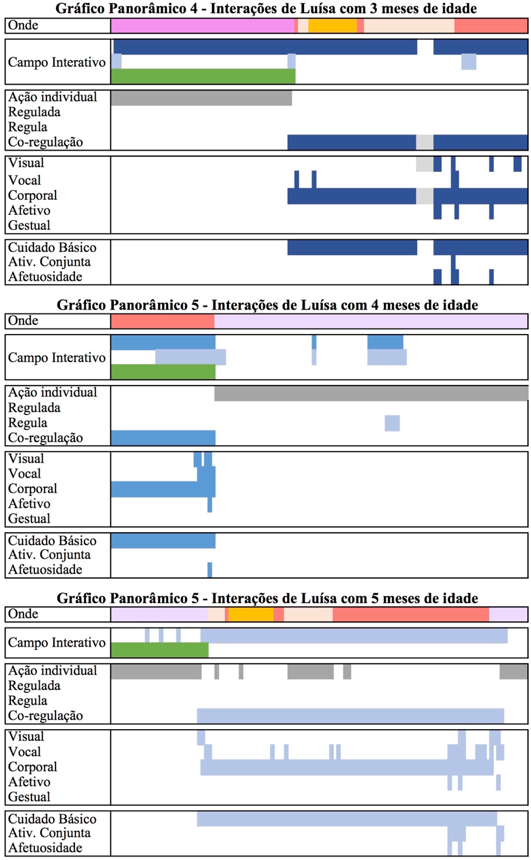 Gráfico Panorâmico 4 - Interações de Luísa com 3 meses de idade
Onde
Campo Interativo
Ação individual
Regulada
Regula
Co-regulação
Visual
Vocal
Corporal
Afetivo
Gestual
Cuidado Básico
Ativ. Conjunta
Afetuosidade
Gráfico Panorâmico 5 - Interações de Luísa com 4 meses de idade
Onde
Campo Interativo
Ação individual
Regulada
Regula
Co-regulação
Visual
Vocal
Corporal
Afetivo
Gestual
Cuidado Básico
Ativ. Conjunta
Afetuosidade
Gráfico Panorâmico 5 - Interações de Luísa com 5 meses de idade
Onde
Campo Interativo
Ação individual
Regulada
Regula
Co-regulação
Visual
Vocal
Corporal
Afetivo
Gestual
Cuidado Básico
Ativ. Conjunta
Afetuosidade